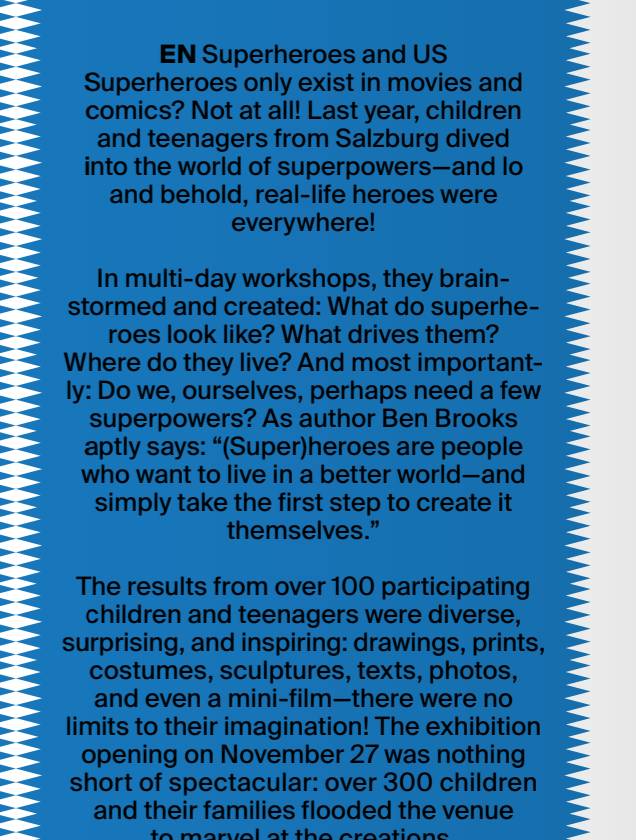 EN Superheroes and US
Superheroes only exist in movies and
comics? Not at all! Last year, children
and teenagers from Salzburg dived
into the world of superpowers—and lo
and behold, real-life heroes were
everywhere!
In multi-day workshops, they brain-
stormed and created: What do superhe-
roes look like? What drives them?
Where do they live? And most important-
ly: Do we, ourselves, perhaps need a few
superpowers? As author Ben Brooks
aptly says: “(Super)heroes are people
who want to live in a better world—and
simply take the first step to create it
themselves.”
The results from over 100 participating
children and teenagers were diverse,
surprising, and inspiring: drawings, prints,
costumes, sculptures, texts, photos,
and even a mini-film—there were no
limits to their imagination! The exhibition
opening on November 27 was nothing
short of spectacular: over 300 children
and their families flooded the venue
to marvel at the creations.